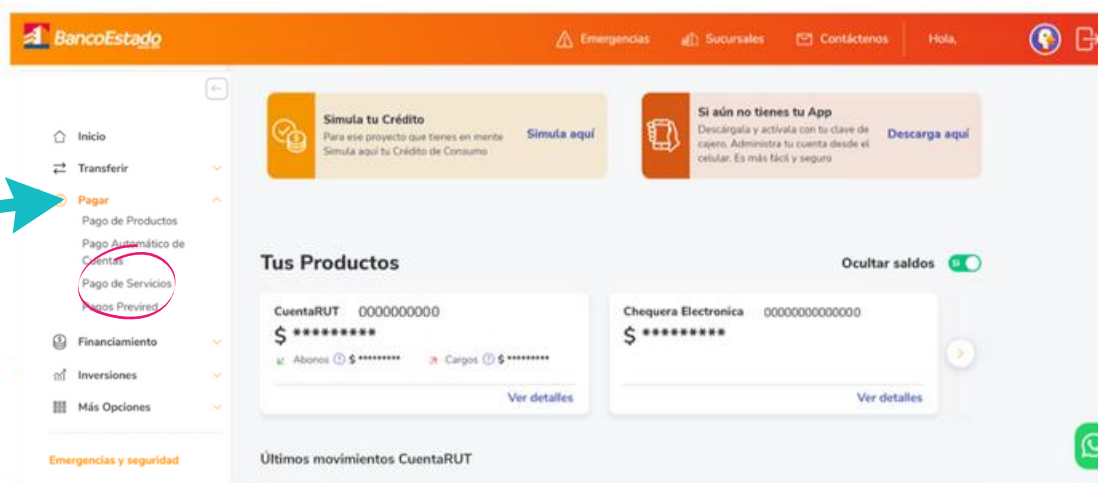 BancoEstado
Emergencias
Sucursales
Contáctenos
Hola,
Inicio
Transferir
Pagar
Pago de Productos
Pago Automático de
Cuentas
Pago de Servicios
Pagos Previred
Financiamiento
Inversiones
Más Opciones
Emergencias y seguridad
Simula tu Crédito
Para ese proyecto que tienes en mente
Simula aquí tu Crédito de Consumo
Simula aquí
Si aún no tienes tu App
Descárgala y actívala con tu clave de
cajero. Administra tu cuenta desde el
celular. Es más fácil y seguro
Descarga aquí
Tus Productos
Ocultar saldos
SI
CuentaRUT 0000000000
$ *********
Abonos $ ********* Cargos $ *********
Ver detalles
Chequera Electronica 00000000000000
$ *********
Ver detalles
Últimos movimientos CuentaRUT